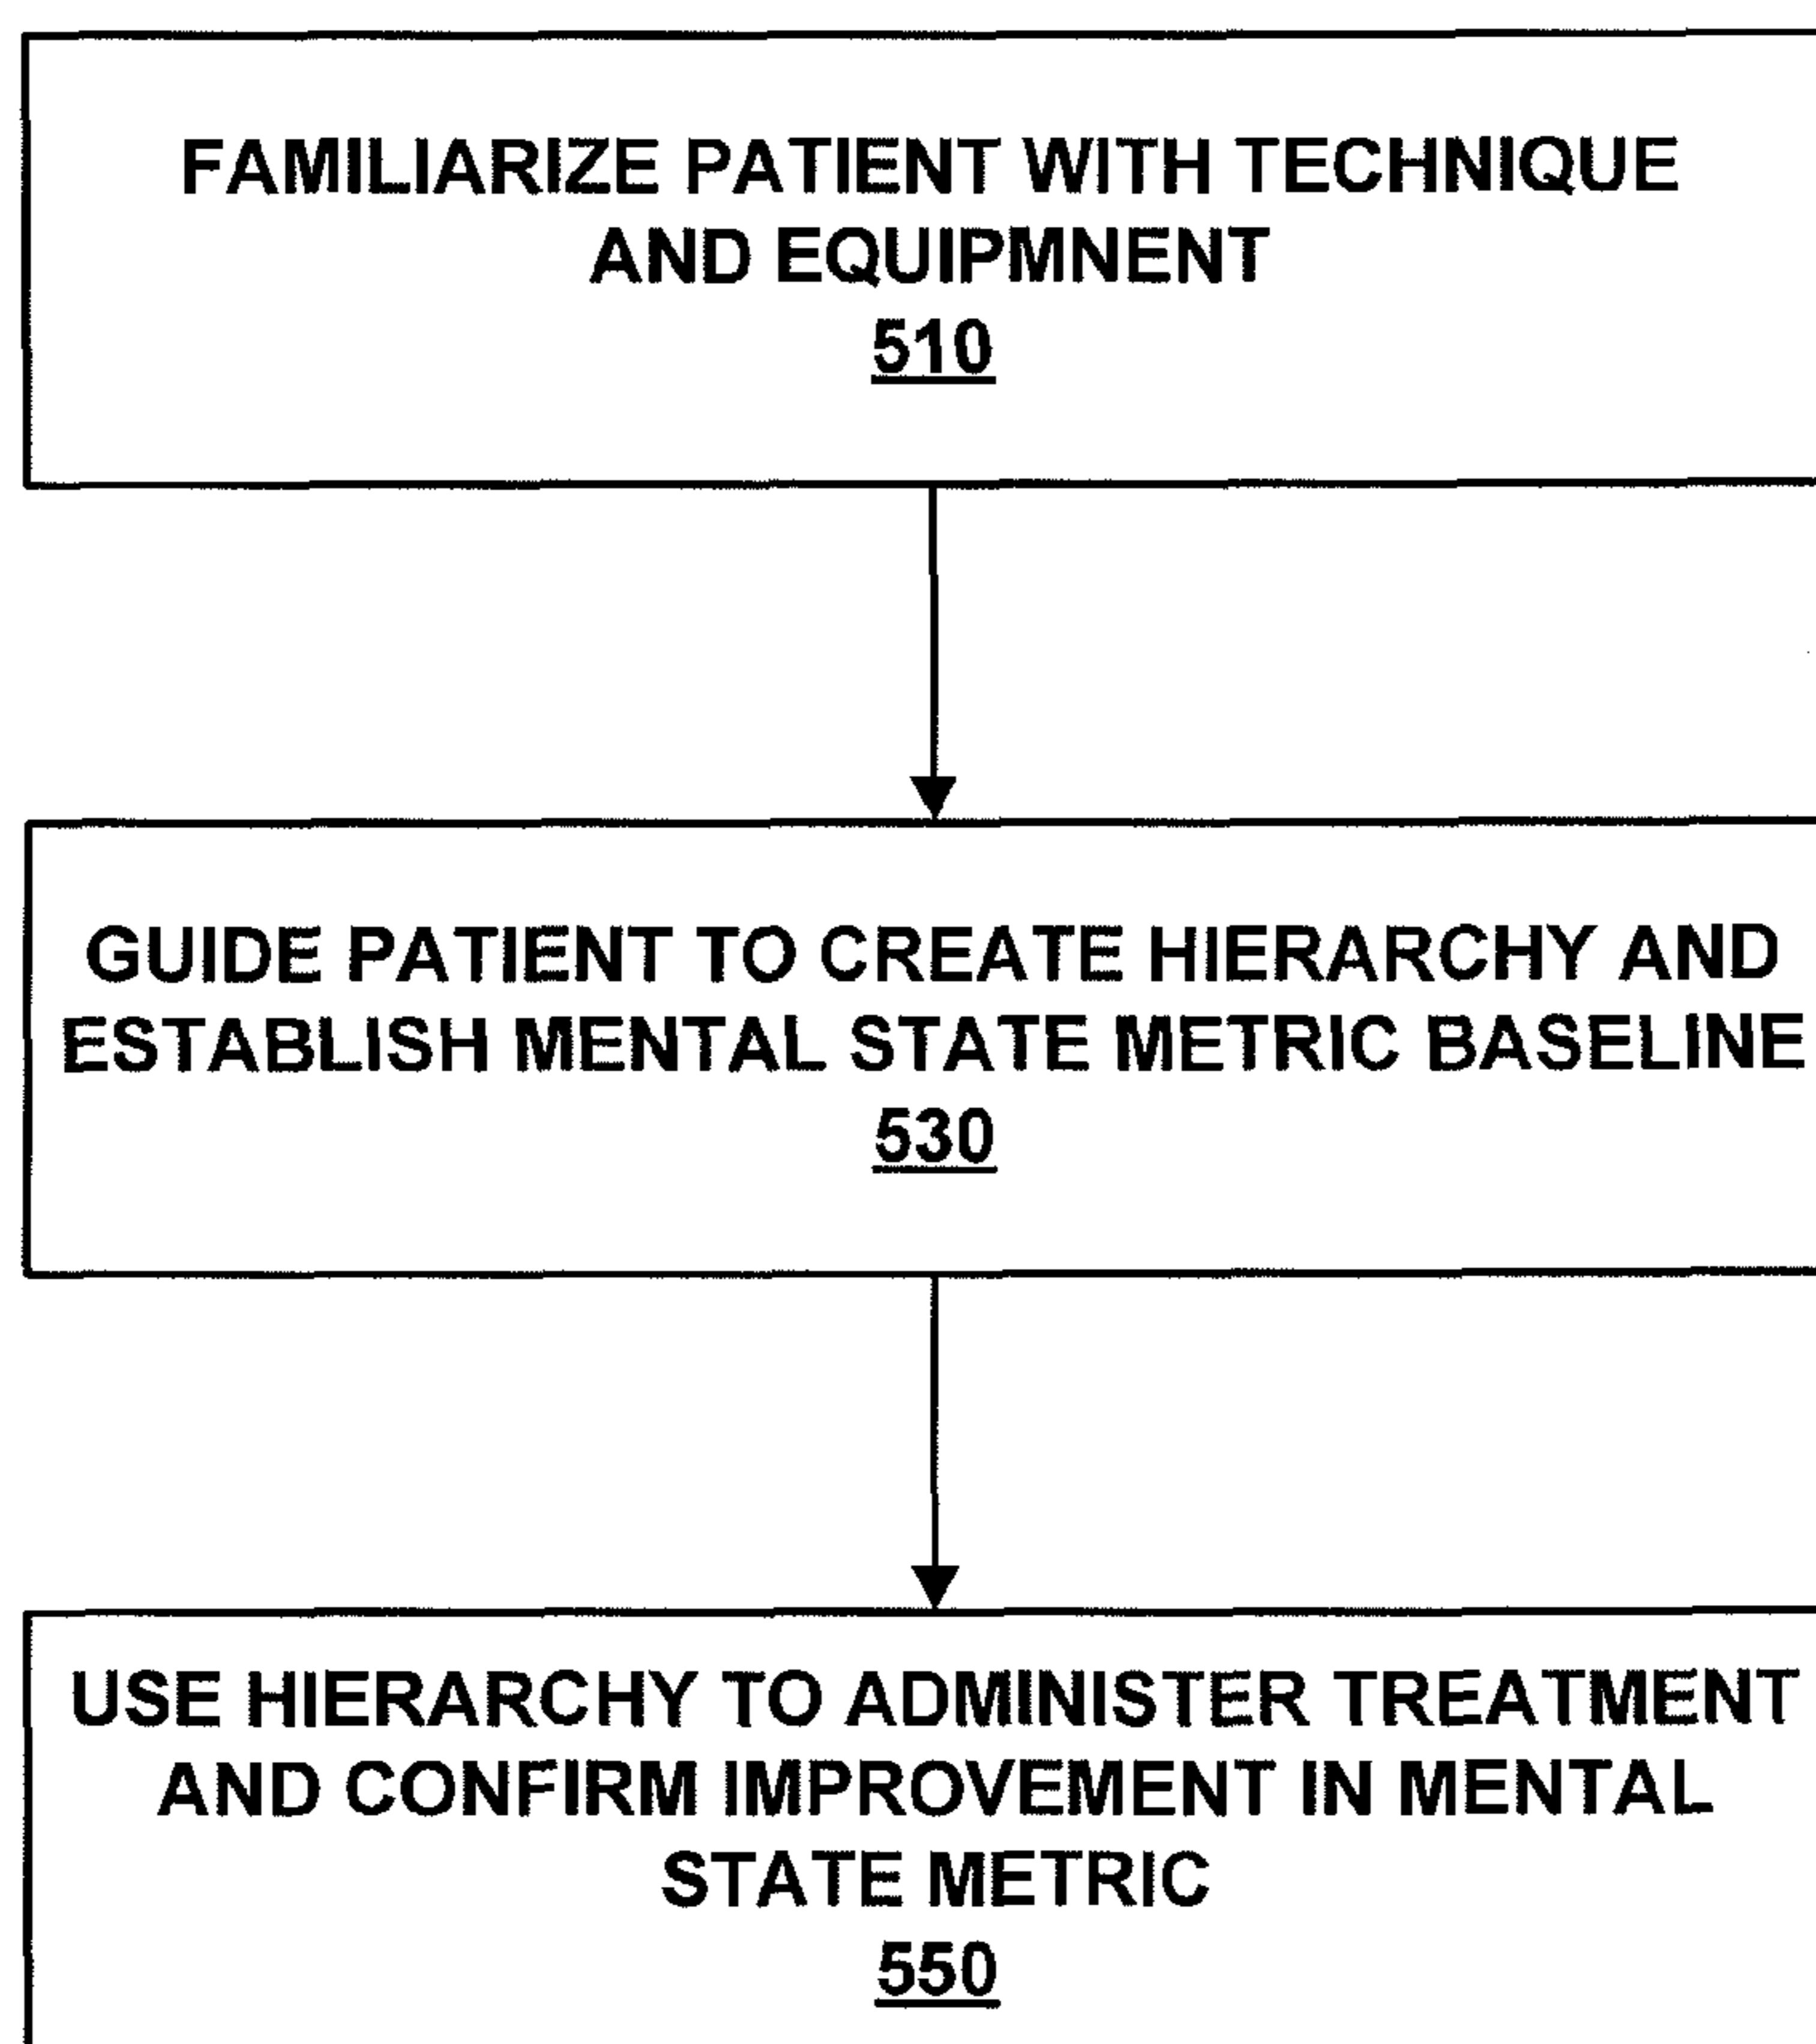 FAMILIARIZE PATIENT WITH TECHNIQUE
AND EQUIPMNENT
510
GUIDE PATIENT TO CREATE HIERARCHY AND
ESTABLISH MENTAL STATE METRIC BASELINE
530
USE HIERARCHY TO ADMINISTER TREATMENT
AND CONFIRM IMPROVEMENT IN MENTAL
STATE METRIC
550